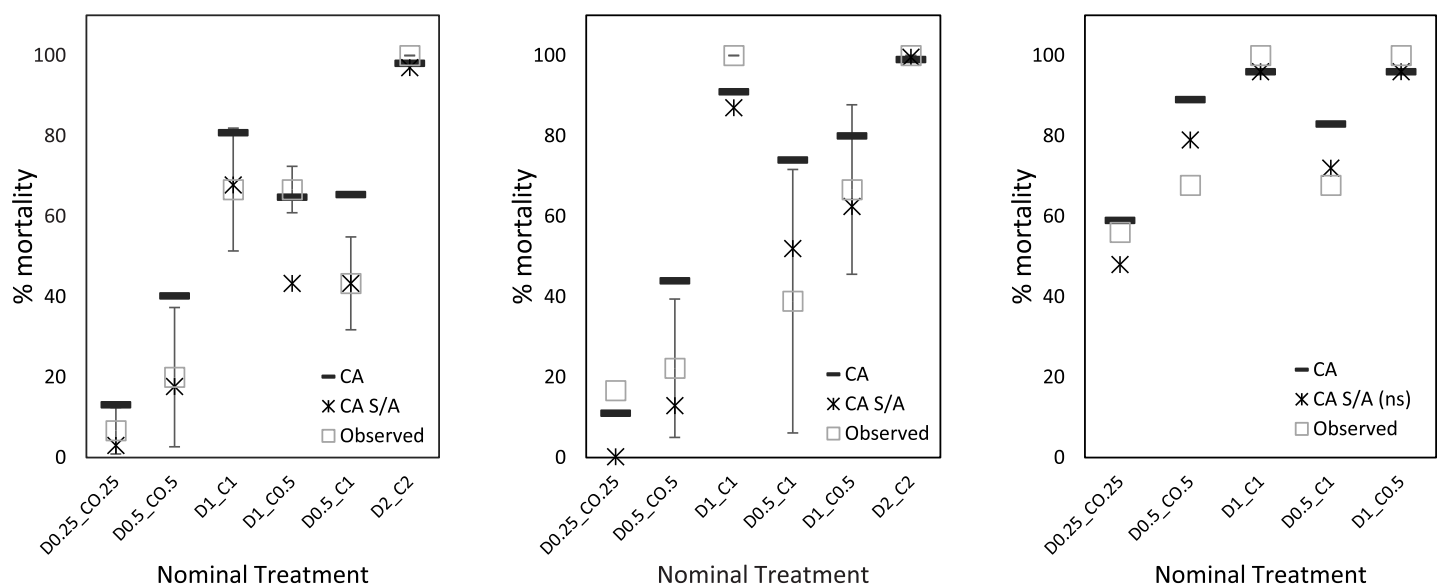 % mortality
100
80
60
40
20
0
CA
CA S/A
Observed
D0.25_CO.25
D0.5_CO.5
D1_C1
D1_C0.5
D0.5_C1
D2_C2
Nominal Treatment
% mortality
100
80
60
40
20
0
CA
CA S/A
Observed
D0.25_CO.25
D0.5_CO.5
D1_C1
D0.5_C1
D1_C0.5
D2_C2
Nominal Treatment
% mortality
100
80
60
40
20
0
CA
CA S/A (ns)
Observed
D0.25_CO.25
D0.5_CO.5
D1_C1
D0.5_C1
D1_C0.5
Nominal Treatment